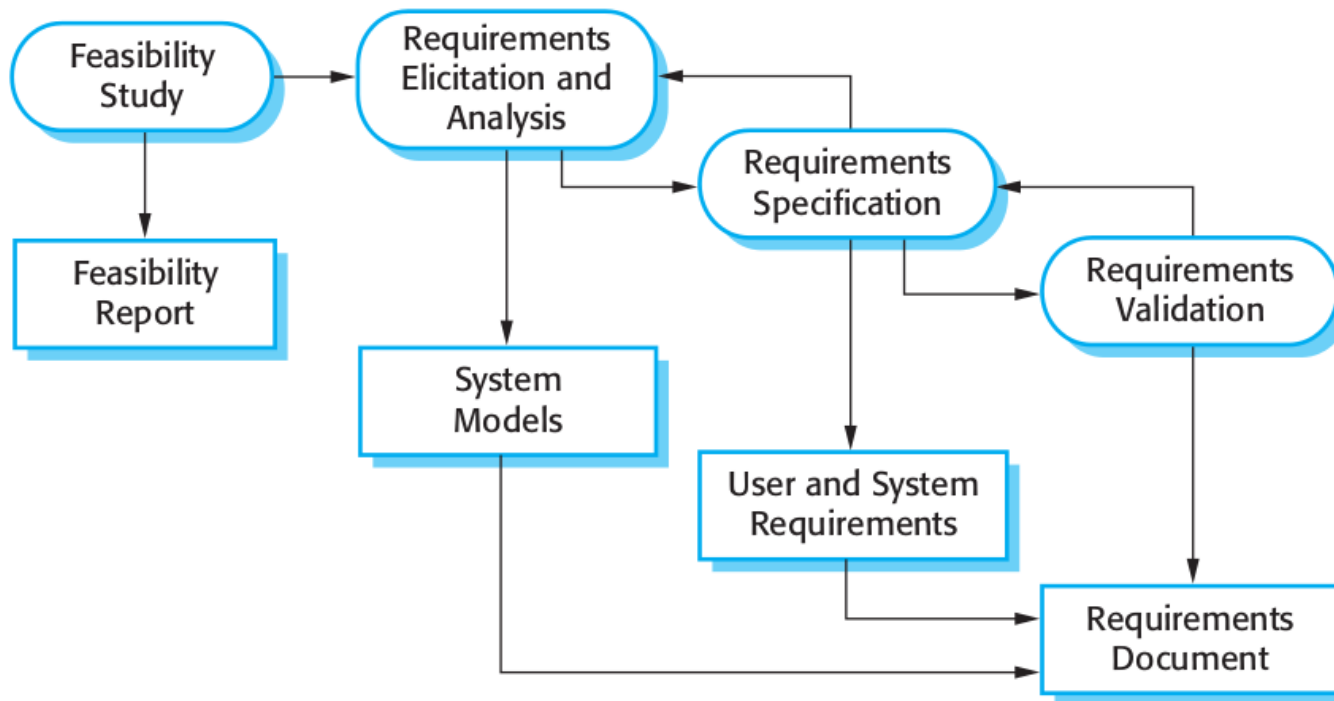 Feasibility
Study
Requirements
Elicitation and
Analysis
Requirements
Specification
Requirements
Validation
Feasibility
Report
System
Models
User and System
Requirements
Requirements
Document